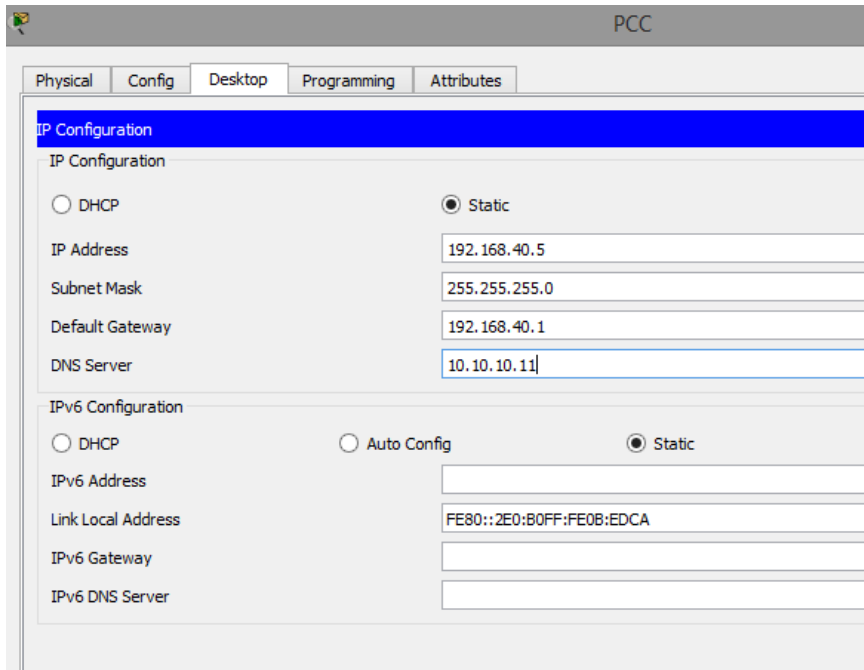 PCC
Physical Config Desktop Programming Attributes
IP Configuration
IP Configuration
DHCP Static
IP Address 192.168.40.5
Subnet Mask 255.255.255.0
Default Gateway 192.168.40.1
DNS Server 10.10.10.11
IPv6 Configuration
DHCP Auto Config Static
IPv6 Address
Link Local Address FE80::2E0:B0FF:FE0B:EDCA
IPv6 Gateway
IPv6 DNS Server